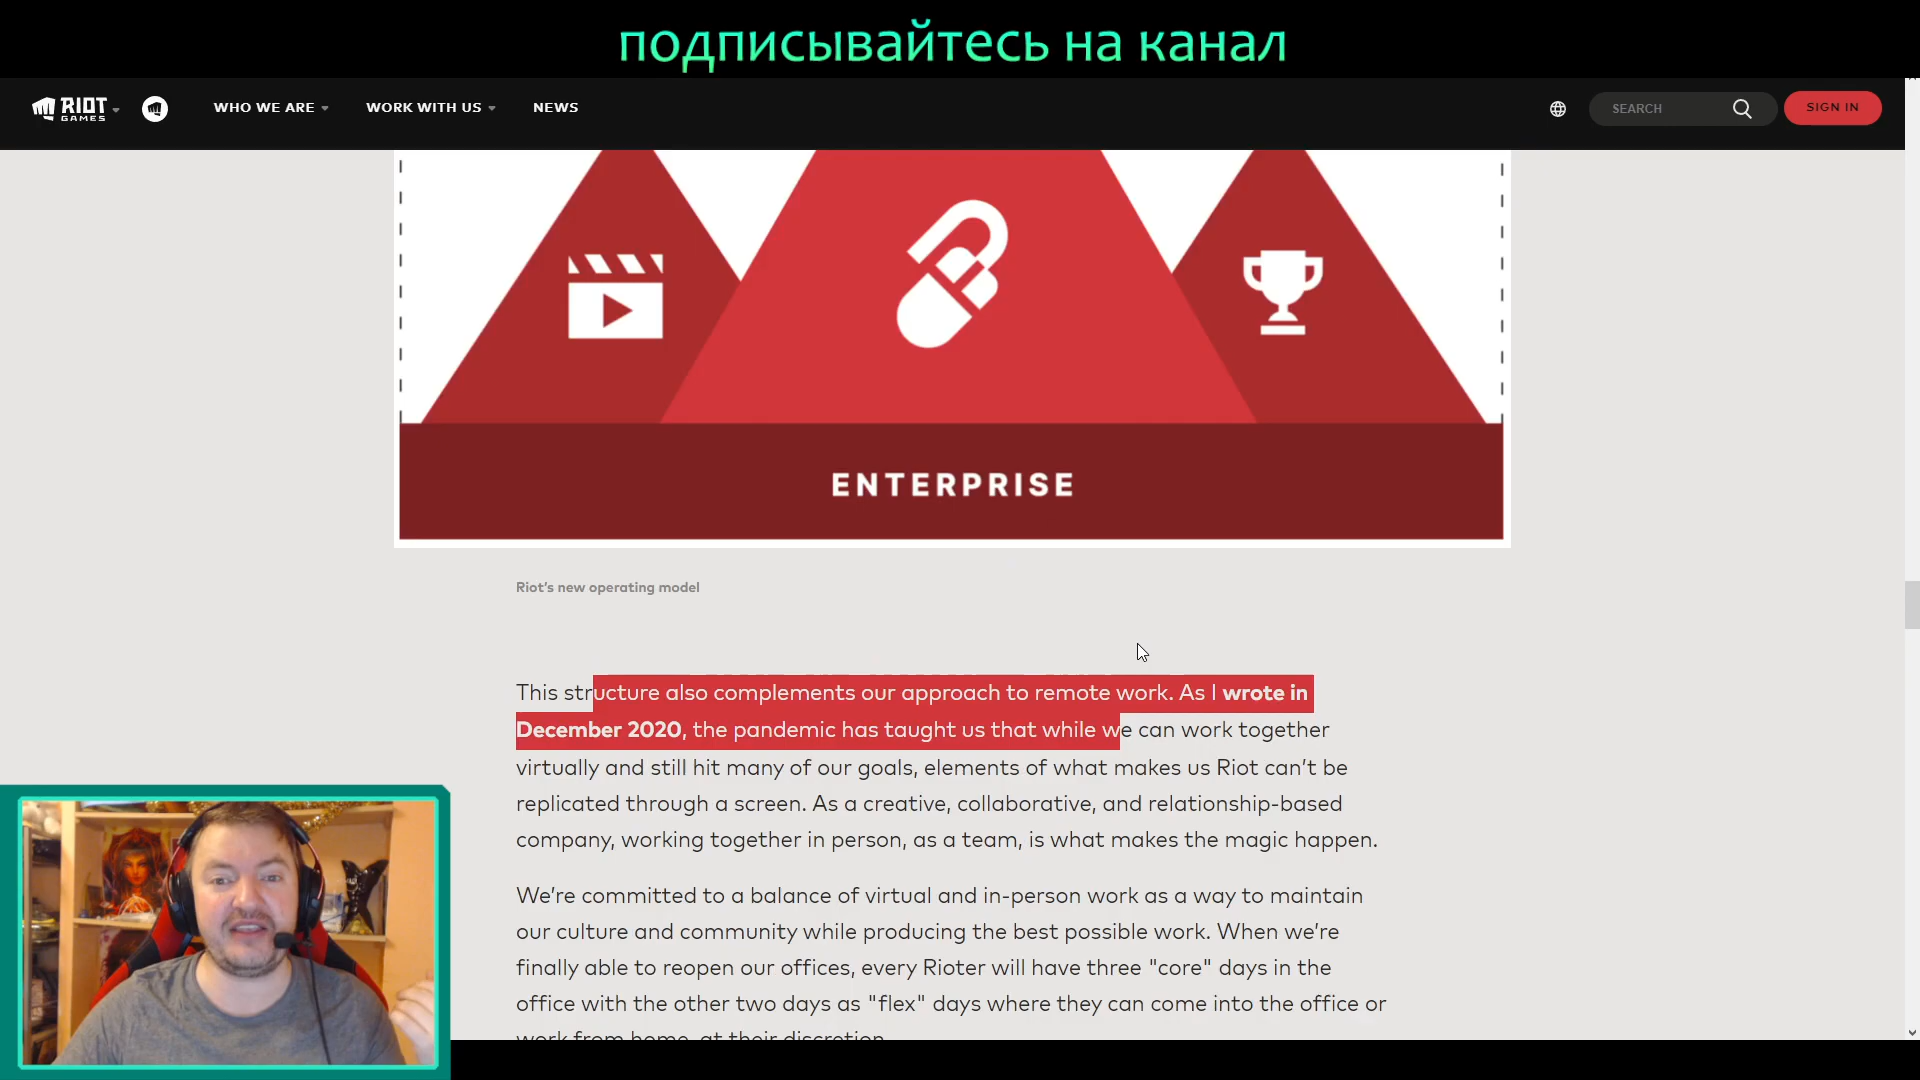 подписывайтесь на канал
RIOT GAMES
WHO WE ARE
WORK WITH US
NEWS
SEARCH
SIGN IN
ENTERPRISE
Riot's new operating model
This structure also complements our approach to remote work. As I wrote in
December 2020, the pandemic has taught us that while we can work together
virtually and still hit many of our goals, elements of what makes us Riot can't be
replicated through a screen. As a creative, collaborative, and relationship-based
company, working together in person, as a team, is what makes the magic happen.
We're committed to a balance of virtual and in-person work as a way to maintain
our culture and community while producing the best possible work. When we're
finally able to reopen our offices, every Rioter will have three "core" days in the
office with the other two days as "flex" days where they can come into the office or
work from home, at their discretion.